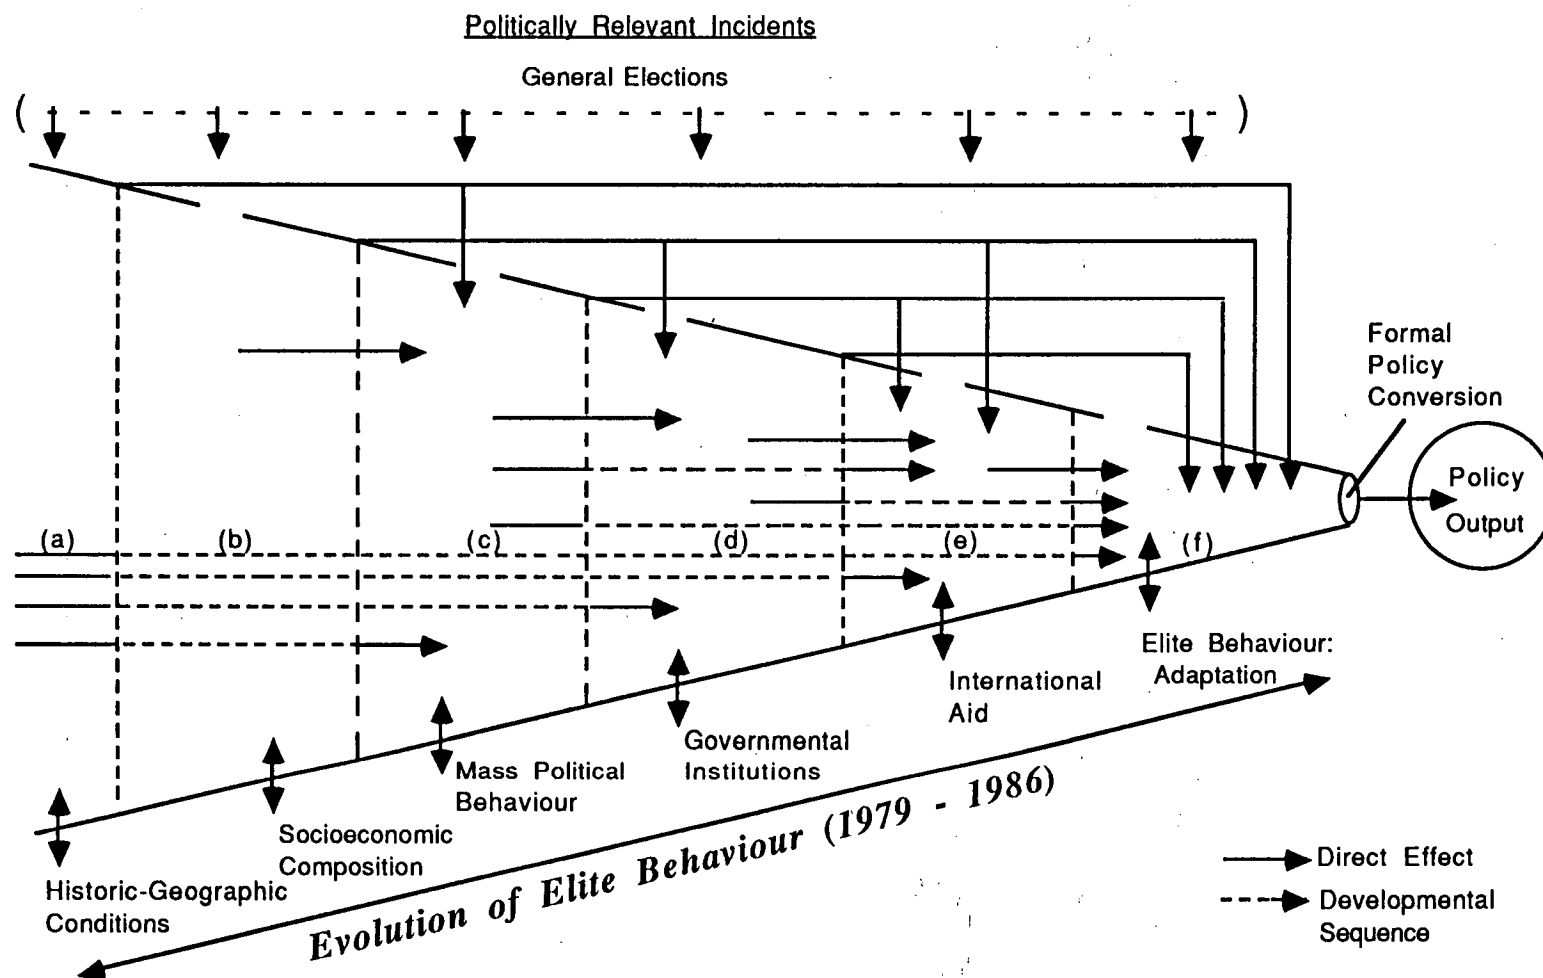 Politically Relevant Incidents
General Elections
(
)
Formal
Policy
Conversion
Policy
Output
(a)
(b)
(c)
(d)
(e)
(f)
Elite Behaviour:
Adaptation
International
Aid
Governmental
Institutions
Mass Political
Behaviour
Socioeconomic
Composition
Historic-Geographic
Conditions
Evolution of Elite Behaviour (1979 - 1986)
Direct Effect
Developmental
Sequence